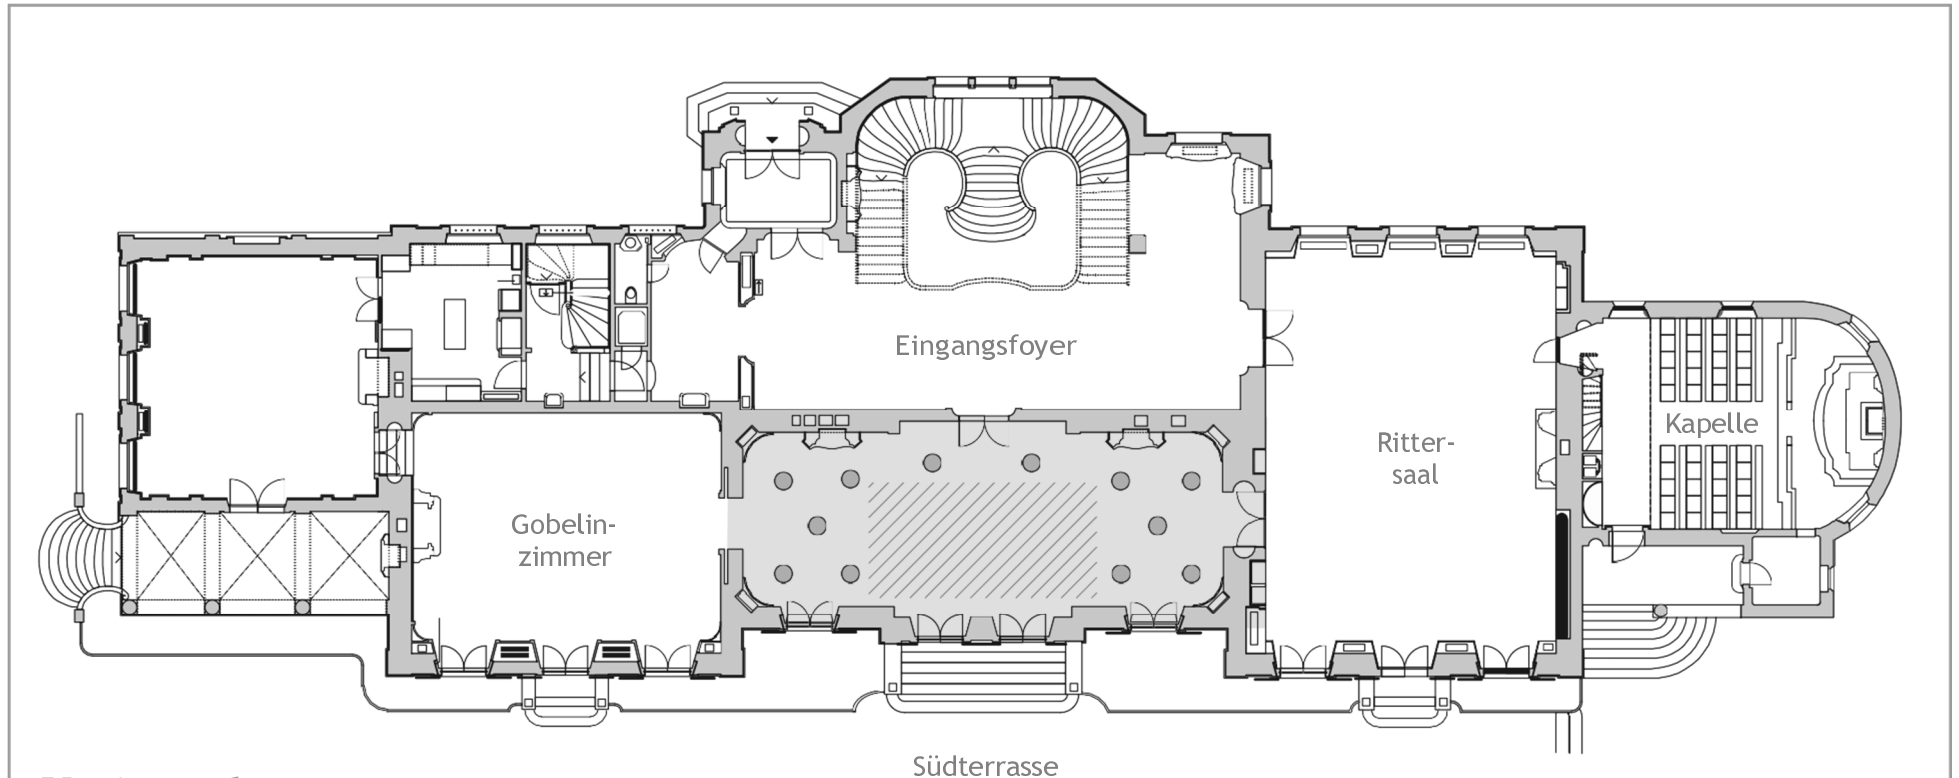 Eingangsfoyer
Ritter-
saal
Kapelle
Gobelin-
zimmer
Südterrasse